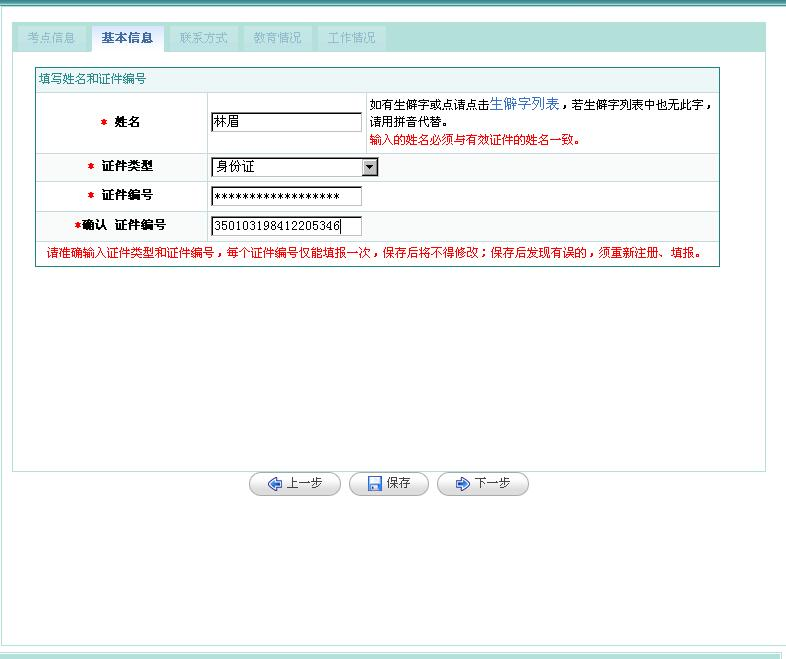 考点信息 基本信息 联系方式 教育情况 工作情况
填写姓名和证件编号
* 姓名 林眉 如有生僻字或点请点击生僻字列表，若生僻字列表中也无此字，
请用拼音代替。
输入的姓名必须与有效证件的姓名一致。
* 证件类型 身份证
* 证件编号 ******************
*确认 证件编号 350103198412205346
请准确输入证件类型和证件编号，每个证件编号仅能填报一次，保存后将不得修改；保存后发现有误的，须重新注册、填报。
上一步 保存 下一步